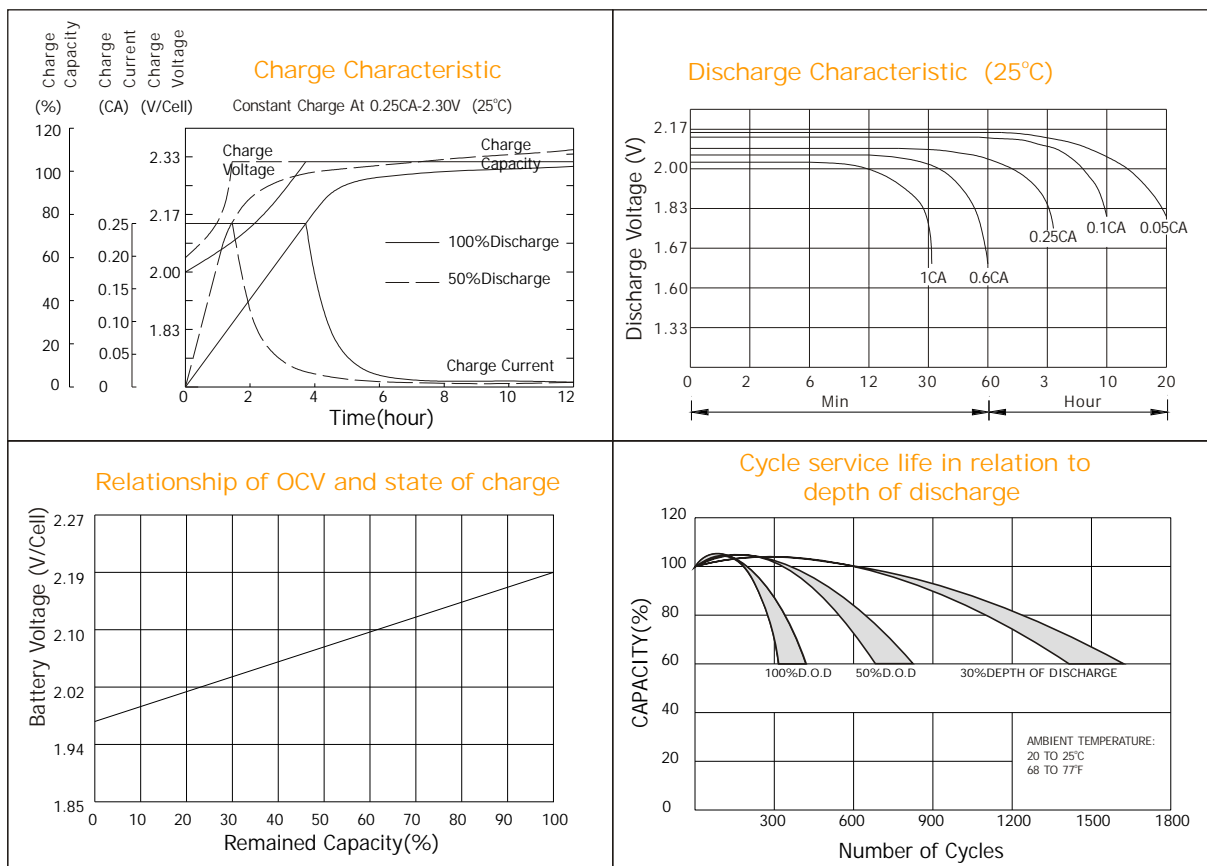 Charge
Capacity
Charge
Current
Charge
Voltage
(%)
(CA)
(V/Cell)
Charge Characteristic
Constant Charge At 0.25CA-2.30V (25°C)
120
100
80
60
40
20
0
0.25
0.20
0.15
0.10
0.05
0
2.33
2.17
2.00
1.83
Charge
Voltage
Charge
Capacity
100%Discharge
50%Discharge
Charge Current
0 2 4 6 8 10 12
Time(hour)
Discharge Characteristic (25°C)
Discharge Voltage (V)
2.17
2.00
1.83
1.67
1.60
1.33
1CA
0.6CA
0.25CA
0.1CA
0.05CA
0 2 6 12 30 60 3 10 20
Min
Hour
Relationship of OCV and state of charge
Battery Voltage (V/Cell)
2.27
2.19
2.10
2.02
1.94
1.85
0 10 20 30 40 50 60 70 80 90 100
Remained Capacity(%)
Cycle service life in relation to
depth of discharge
CAPACITY(%)
120
100
80
60
40
20
0
100%D.O.D
50%D.O.D
30%DEPTH OF DISCHARGE
AMBIENT TEMPERATURE:
20 TO 25°C
68 TO 77°F
300 600 900 1200 1500 1800
Number of Cycles